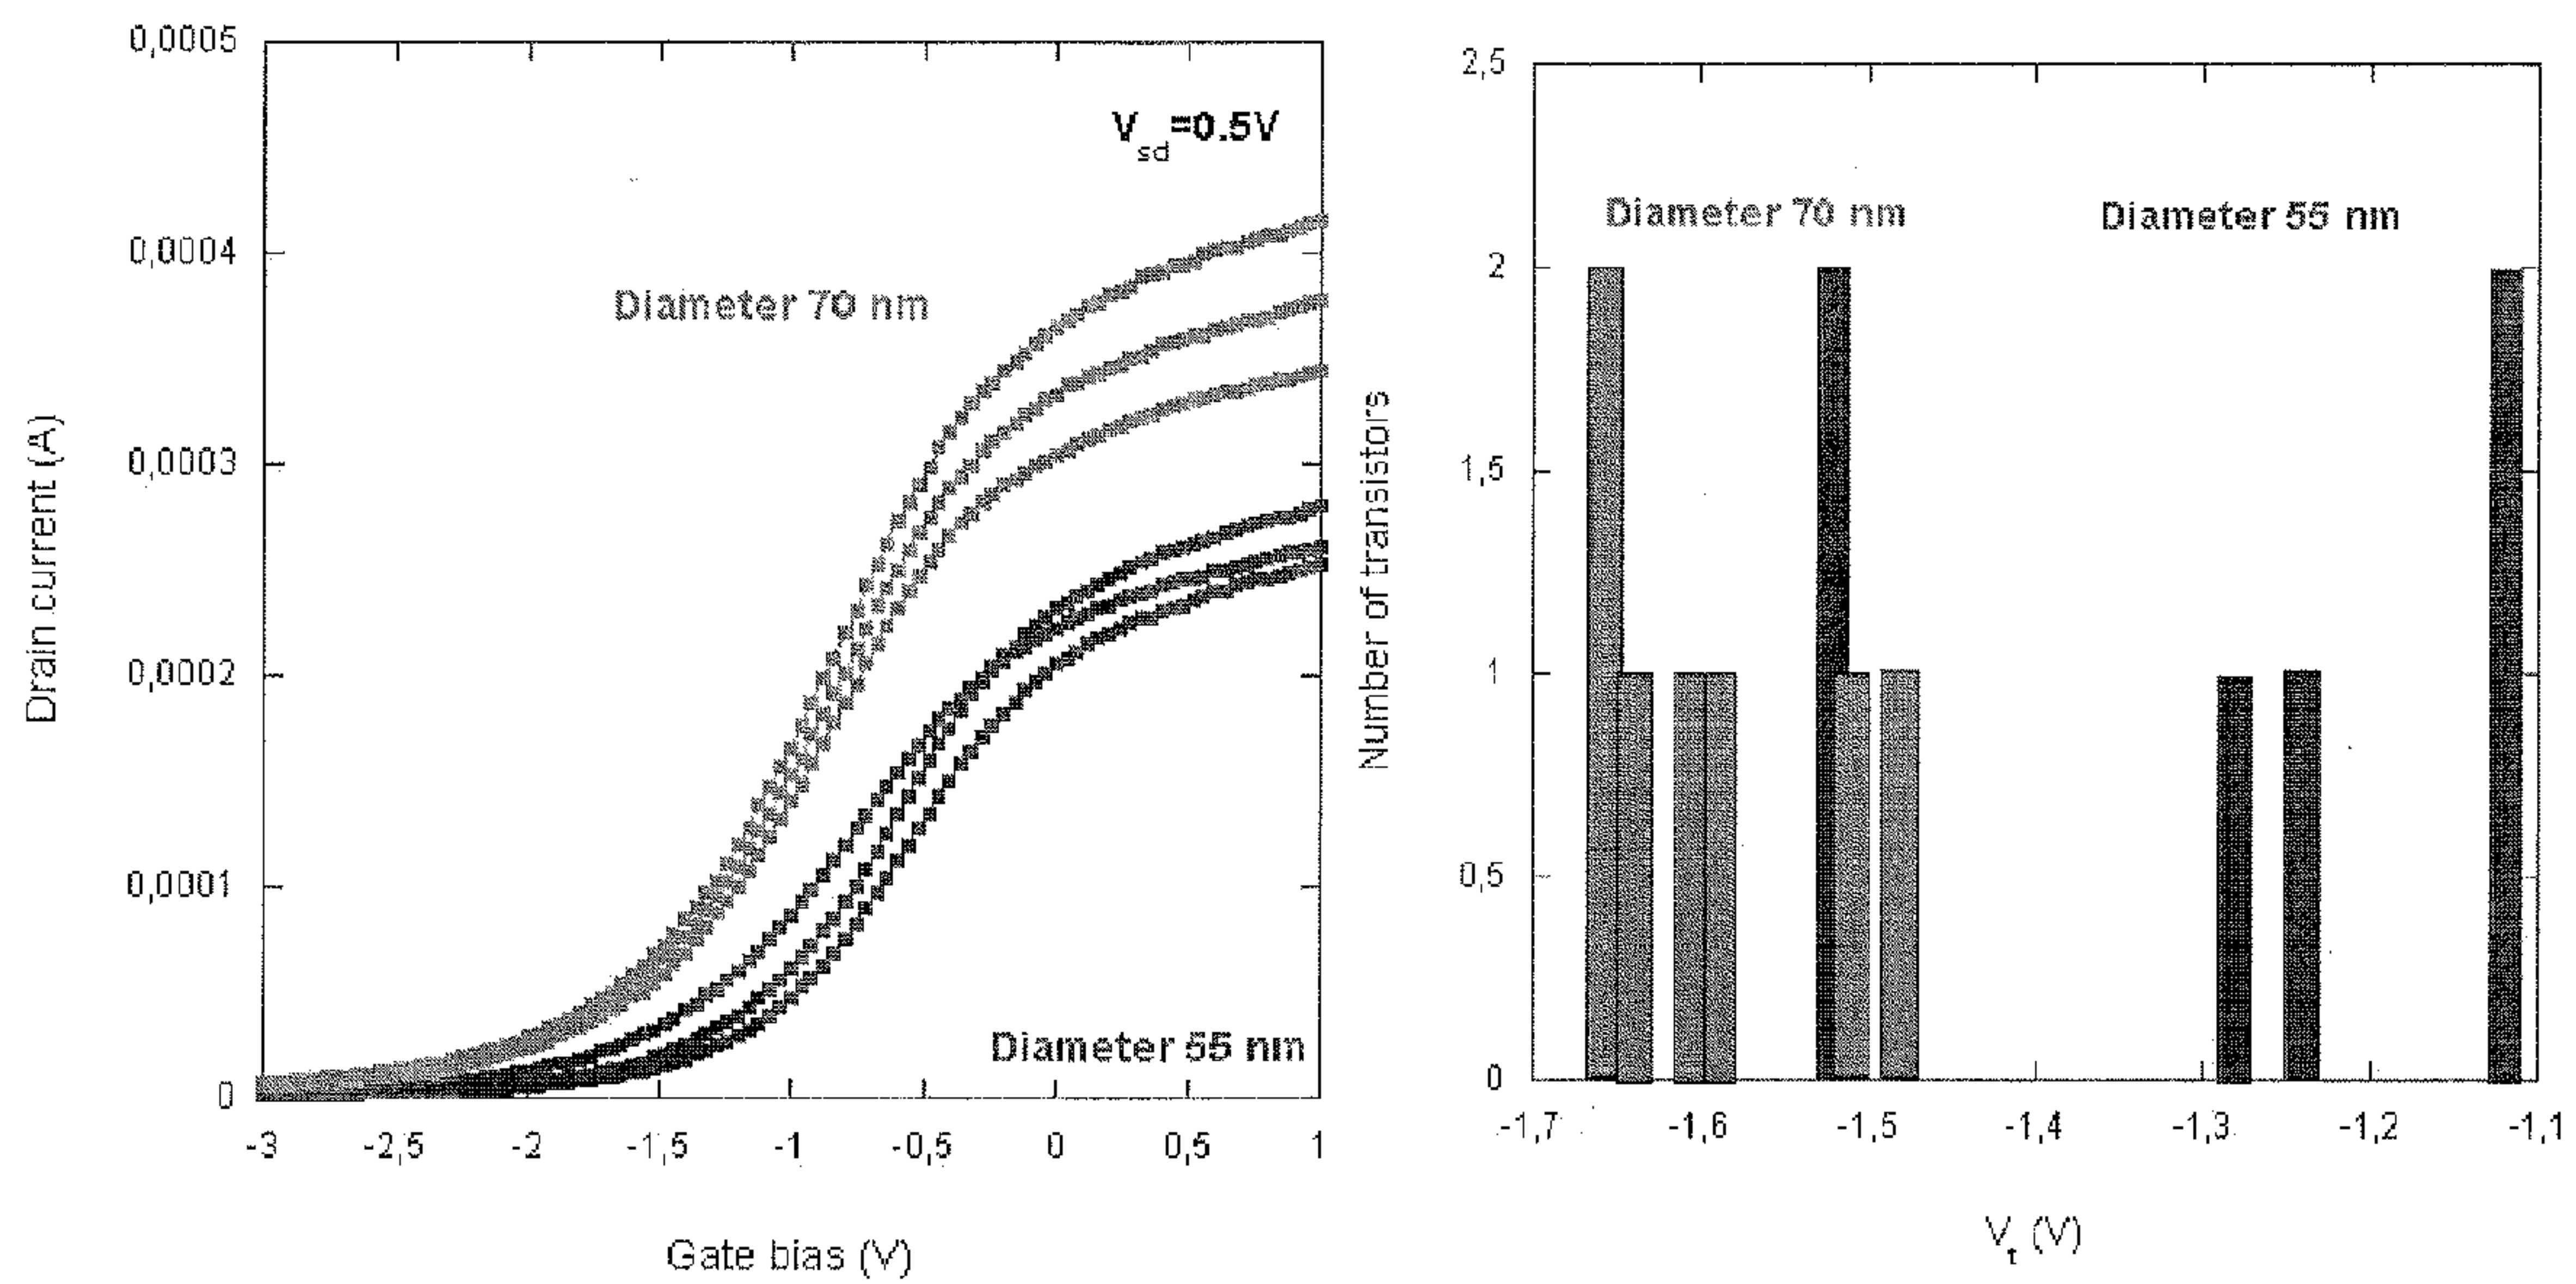 0,0005
0,0004
0,0003
0,0002
0,0001
0
Drain current (A)
V_sd=0.5V
Diameter 70 nm
Diameter 55 nm
-3 -2,5 -2 -1,5 -1 -0,5 0 0,5 1
Gate bias (V)
2,5
2
1,5
1
0,5
0
Number of transistors
Diameter 70 nm Diameter 55 nm
-1,7 -1,6 -1,5 -1,4 -1,3 -1,2 -1,1
V_t (V)